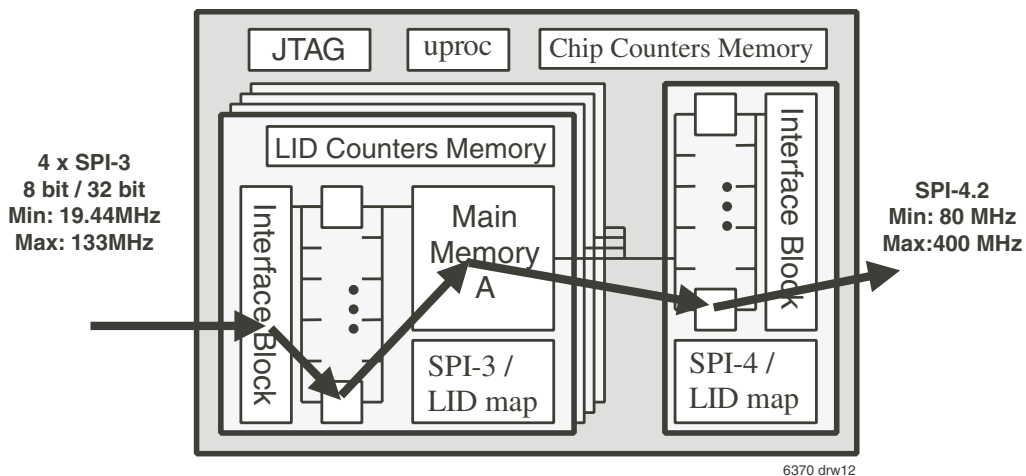 JTAG
uproc
Chip Counters Memory
LID Counters Memory
4 x SPI-3
8 bit / 32 bit
Min: 19.44MHz
Max: 133MHz
Interface Block
Main
Memory
A
SPI-3 /
LID map
Interface Block
SPI-4 /
LID map
SPI-4.2
Min: 80 MHz
Max:400 MHz
6370 drw12